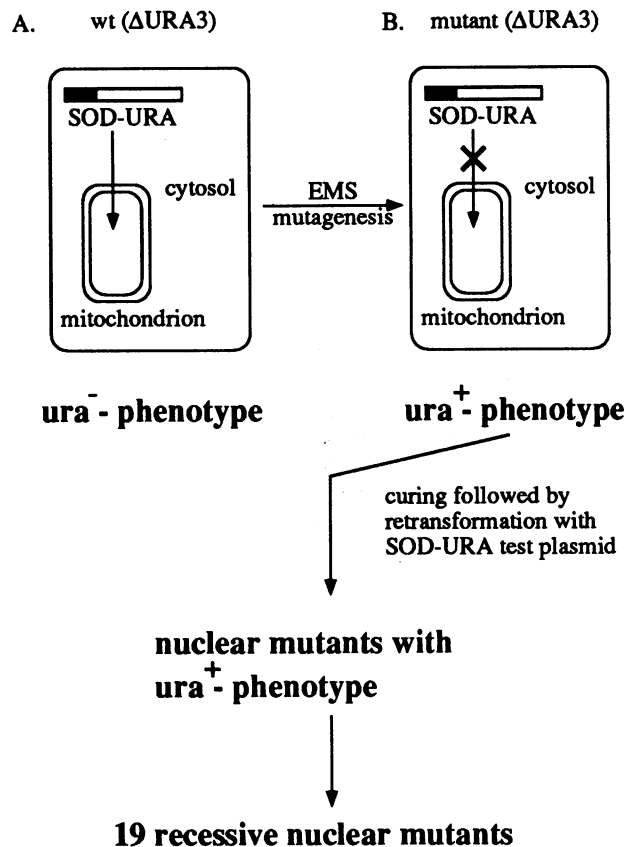 A. wt (ΔURA3)
SOD-URA
cytosol
mitochondrion
EMS
mutagenesis
B. mutant (ΔURA3)
SOD-URA
cytosol
mitochondrion
ura⁻- phenotype
ura⁺- phenotype
curing followed by
retransformation with
SOD-URA test plasmid
nuclear mutants with
ura⁺- phenotype
19 recessive nuclear mutants